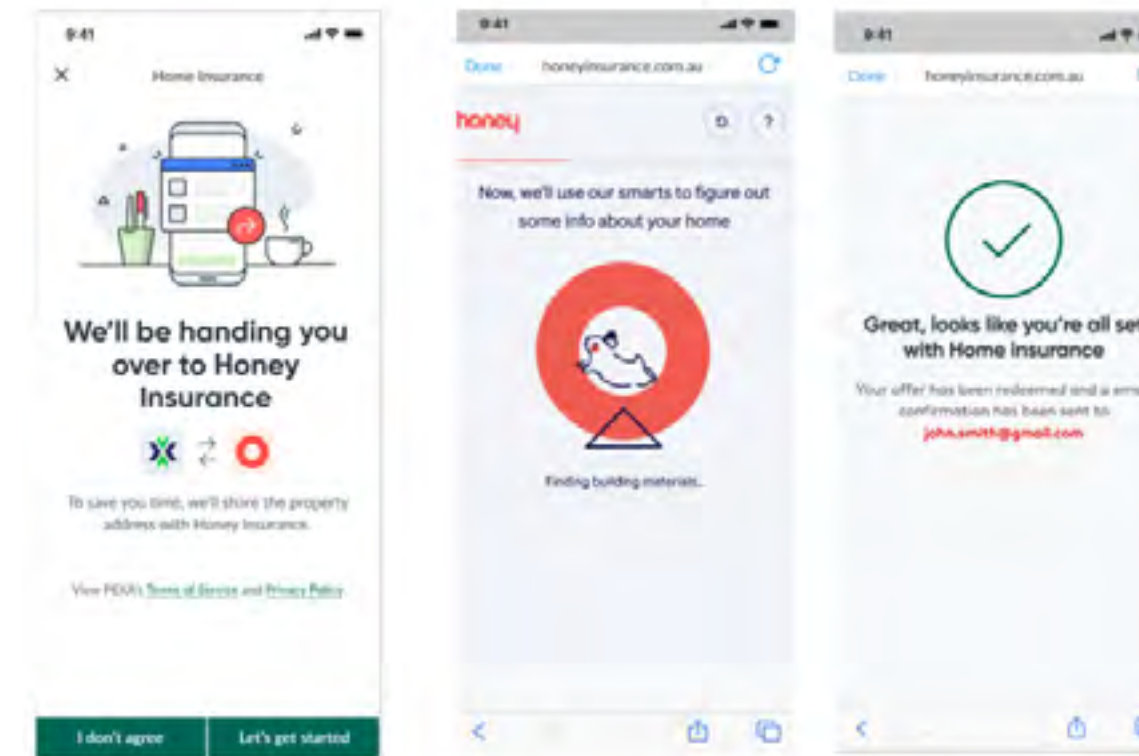 9:41
Home Insurance
We'll be handing you
over to Honey
Insurance
To save you time, we'll share the property
address with Honey Insurance.
View PEXA's Terms of Service and Privacy Policy
I don't agree
Let's get started
9:41
Done honeyinsurance.com.au
honey
?
Now, we'll use our smarts to figure out
some info about your home
Finding building materials...
9:41
Done honeyinsurance.com.au
Great, looks like you're all set
with Home insurance
Your offer has been redeemed and a
confirmation has been sent to
john.smith@gmail.com